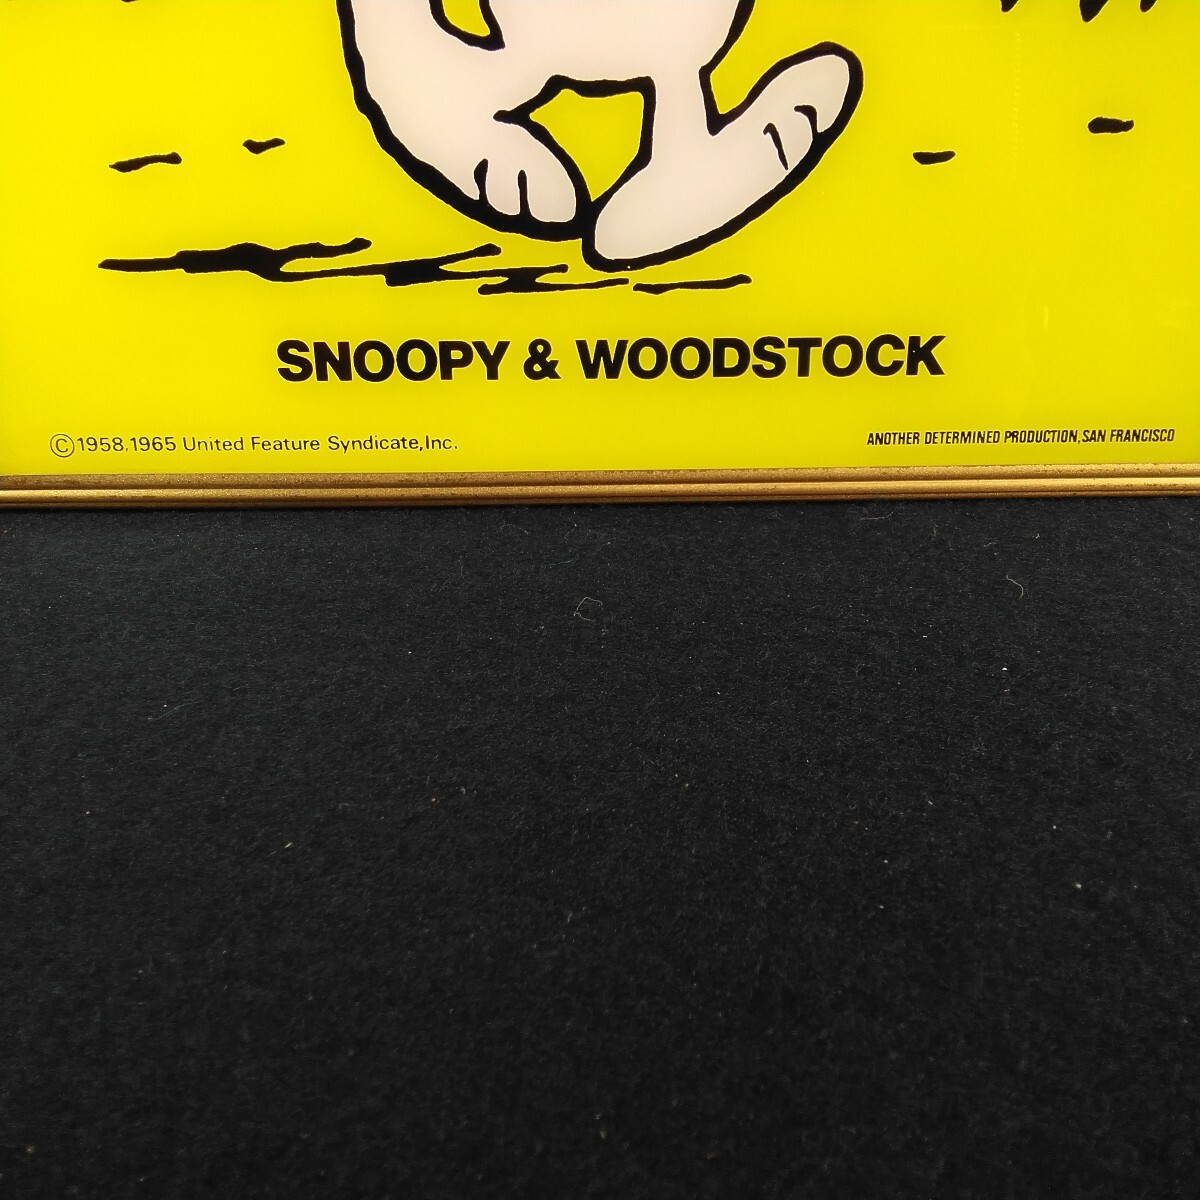 SNOOPY & WOODSTOCK
©1958,1965 United Feature Syndicate,Inc.
ANOTHER DETERMINED PRODUCTION,SAN FRANCISCO